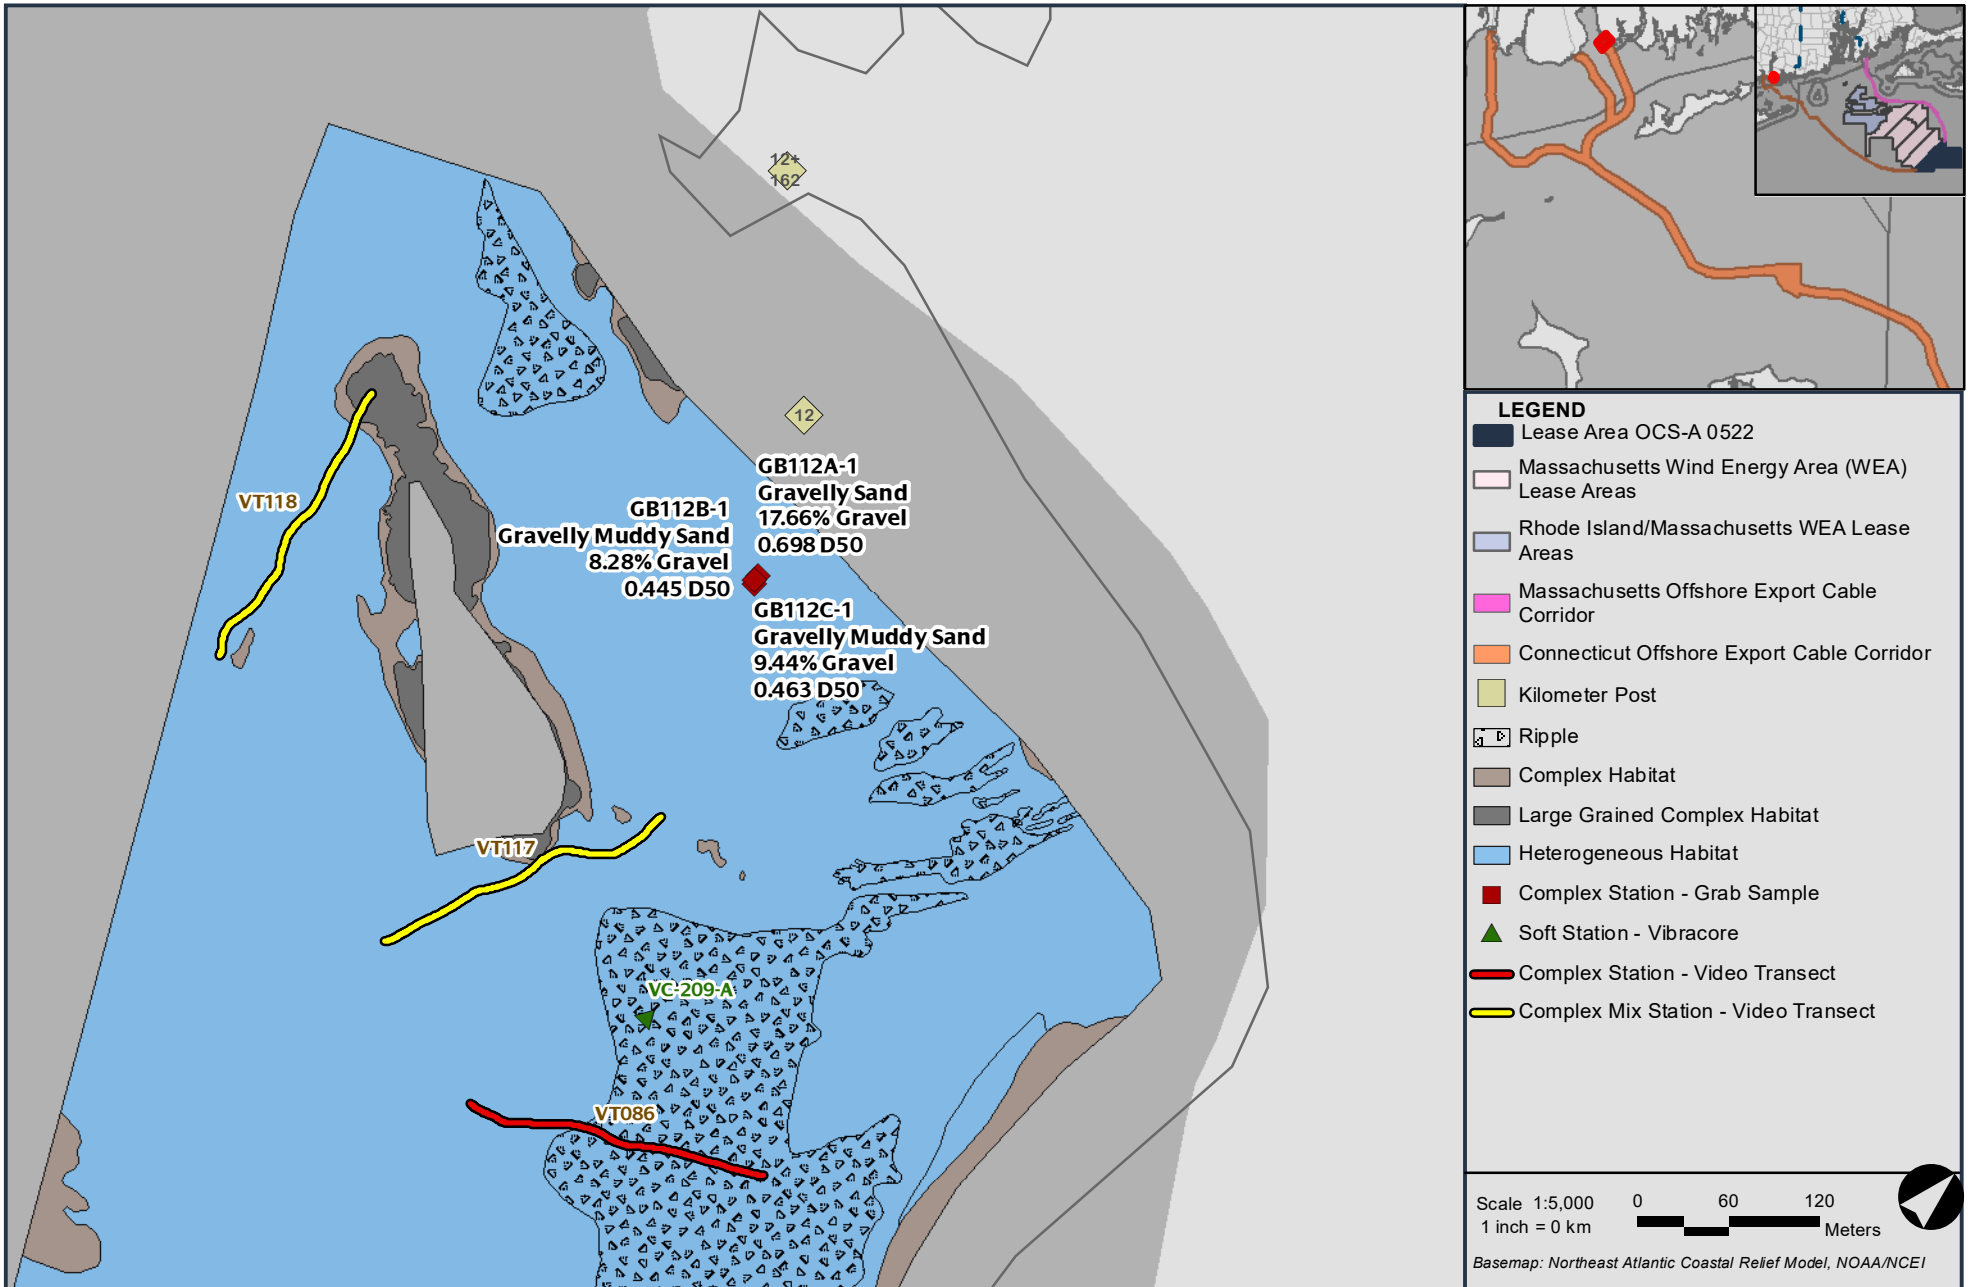 12+
162
12
GB112A-1
Gravelly Sand
17.66% Gravel
0.698 D50
GB112B-1
Gravelly Muddy Sand
8.28% Gravel
0.445 D50
GB112C-1
Gravelly Muddy Sand
9.44% Gravel
0.463 D50
VT118
VT117
VC-209-A
VT086
LEGEND
Lease Area OCS-A 0522
Massachusetts Wind Energy Area (WEA)
Lease Areas
Rhode Island/Massachusetts WEA Lease
Areas
Massachusetts Offshore Export Cable
Corridor
Connecticut Offshore Export Cable Corridor
Kilometer Post
Ripple
Complex Habitat
Large Grained Complex Habitat
Heterogeneous Habitat
Complex Station - Grab Sample
Soft Station - Vibracore
Complex Station - Video Transect
Complex Mix Station - Video Transect
Scale 1:5,000
1 inch = 0 km
0 60 120
Meters
Basemap: Northeast Atlantic Coastal Relief Model, NOAA/NCEI